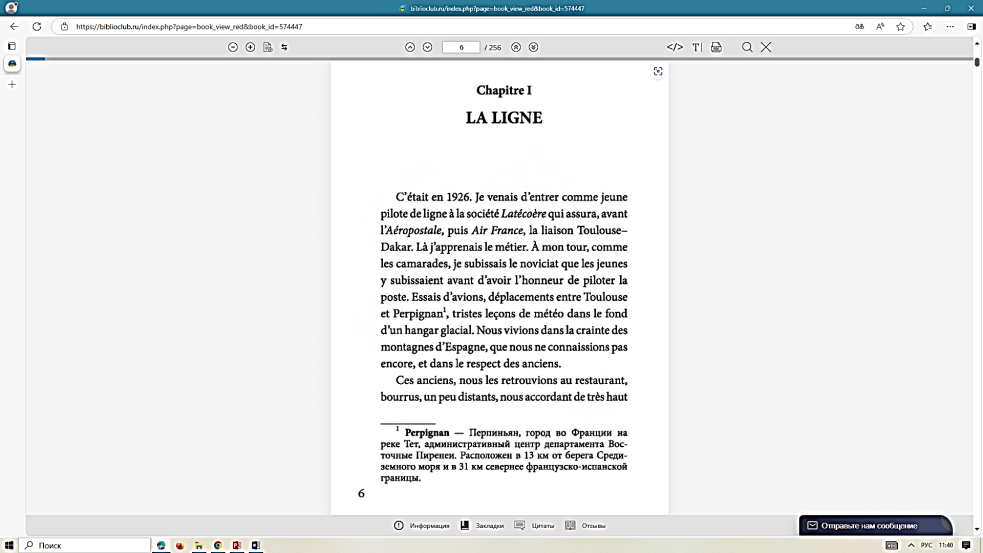 biblioclub.ru/index.php?page=book_view_red&book_id=574447
https://biblioclub.ru/index.php?page=book_view_red&book_id=574447
6 / 256
Chapitre I
LA LIGNE
C'était en 1926. Je venais d'entrer comme jeune
pilote de ligne à la société Latécoère qui assura, avant
l'Aéropostale, puis Air France, la liaison Toulouse–
Dakar. Là j'apprenais le métier. À mon tour, comme
les camarades, je subissais le noviciat que les jeunes
y subissaient avant d'avoir l'honneur de piloter la
poste. Essais d'avions, déplacements entre Toulouse
et Perpignan¹, tristes leçons de météo dans le fond
d'un hangar glacial. Nous vivions dans la crainte des
montagnes d'Espagne, que nous ne connaissions pas
encore, et dans le respect des anciens.
Ces anciens, nous les retrouvions au restaurant,
bourrus, un peu distants, nous accordant de très haut
¹ Perpignan — Перпиньян, город во Франции на
реке Тет, административный центр департамента Вос-
точные Пиренеи. Расположен в 13 км от берега Среди-
земного моря и в 31 км севернее французско-испанской
границы.
6
Информация Закладки Цитаты Отзывы
Отправьте нам сообщение
Поиск
РУС 11:40